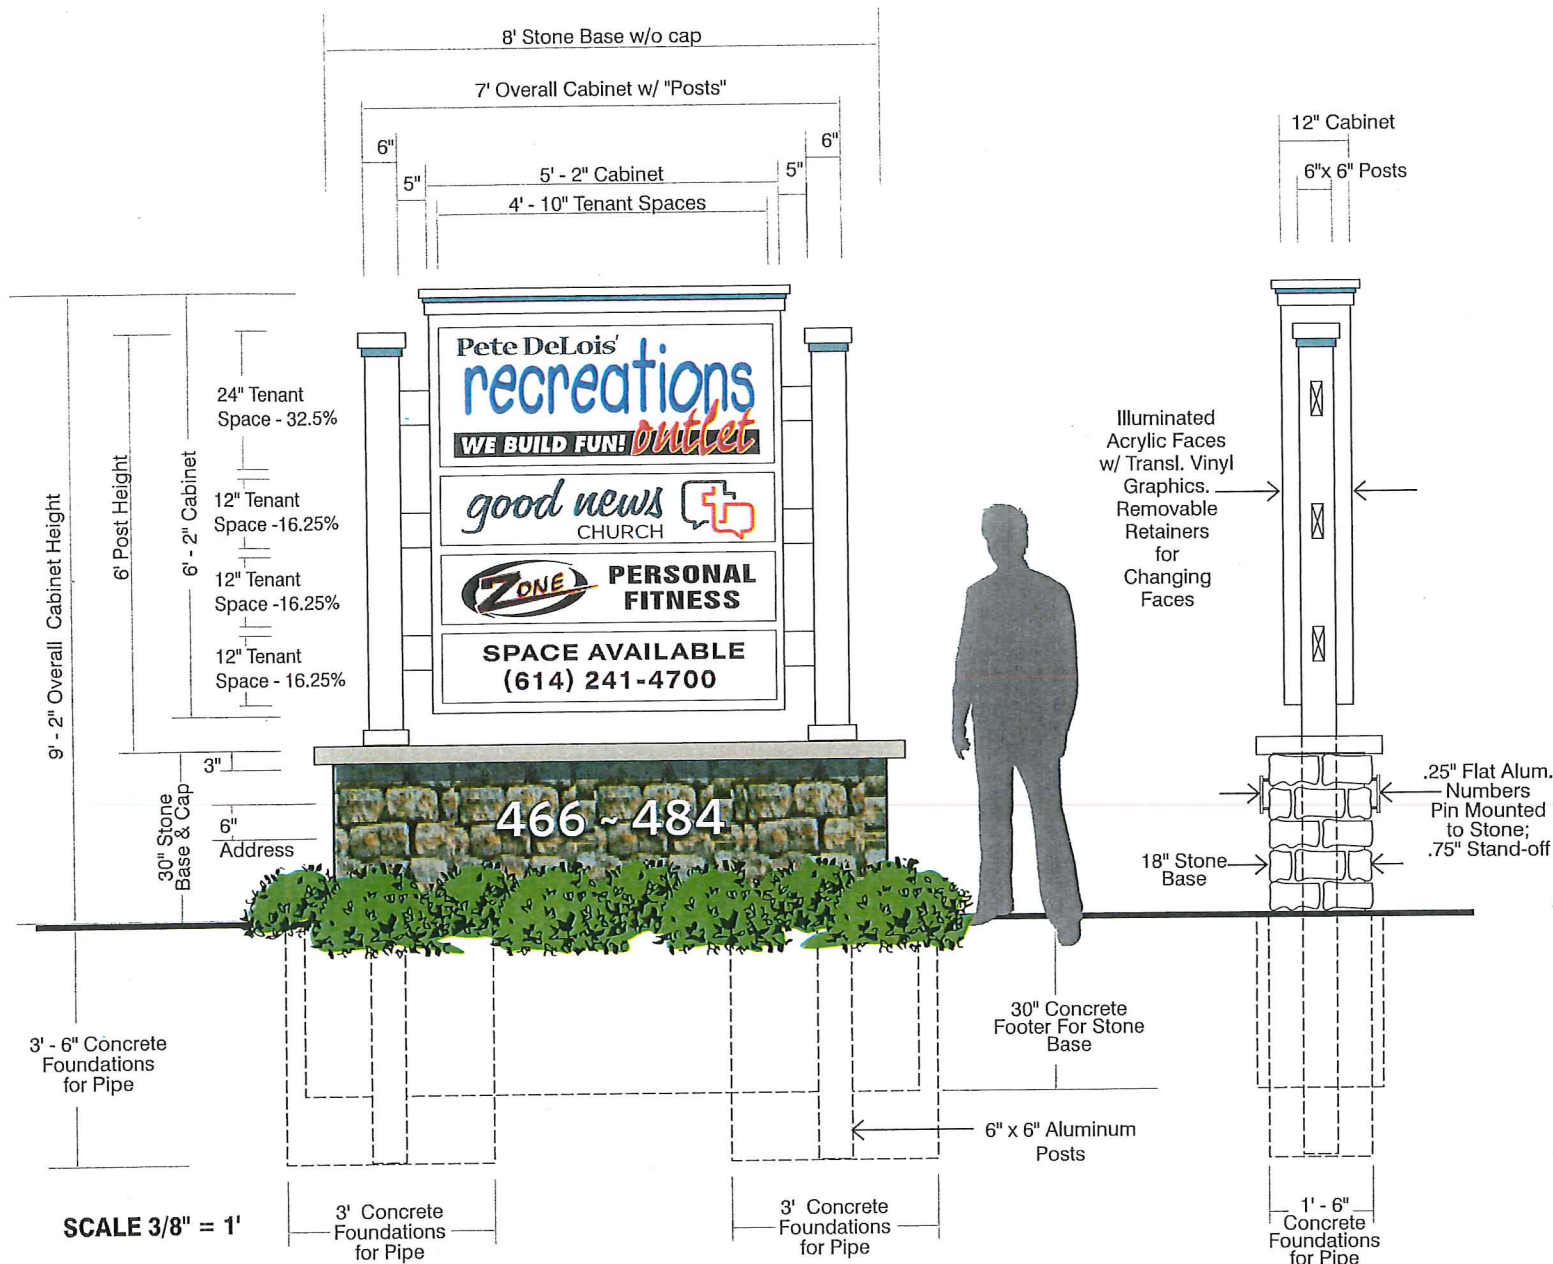 8' Stone Base w/o cap
7' Overall Cabinet w/ "Posts"
6"
6"
5"
5' - 2" Cabinet
5"
4' - 10" Tenant Spaces
12" Cabinet
6"x 6" Posts
9' - 2" Overall Cabinet Height
6' Post Height
6' - 2" Cabinet
24" Tenant
Space - 32.5%
12" Tenant
Space -16.25%
12" Tenant
Space -16.25%
12" Tenant
Space - 16.25%
Pete DeLois'
recreations
WE BUILD FUN! outlet
good news
CHURCH
ZONE
PERSONAL
FITNESS
SPACE AVAILABLE
(614) 241-4700
Illuminated
Acrylic Faces
w/ Transl. Vinyl
Graphics.
Removable
Retainers
for
Changing
Faces
3"
30" Stone
Base & Cap
6"
Address
466 ~ 484
.25" Flat Alum.
Numbers
Pin Mounted
to Stone;
.75" Stand-off
18" Stone
Base
3' - 6" Concrete
Foundations
for Pipe
30" Concrete
Footer For Stone
Base
6" x 6" Aluminum
Posts
SCALE 3/8" = 1'
3' Concrete
Foundations
for Pipe
3' Concrete
Foundations
for Pipe
1' - 6"
Concrete
Foundations
for Pipe